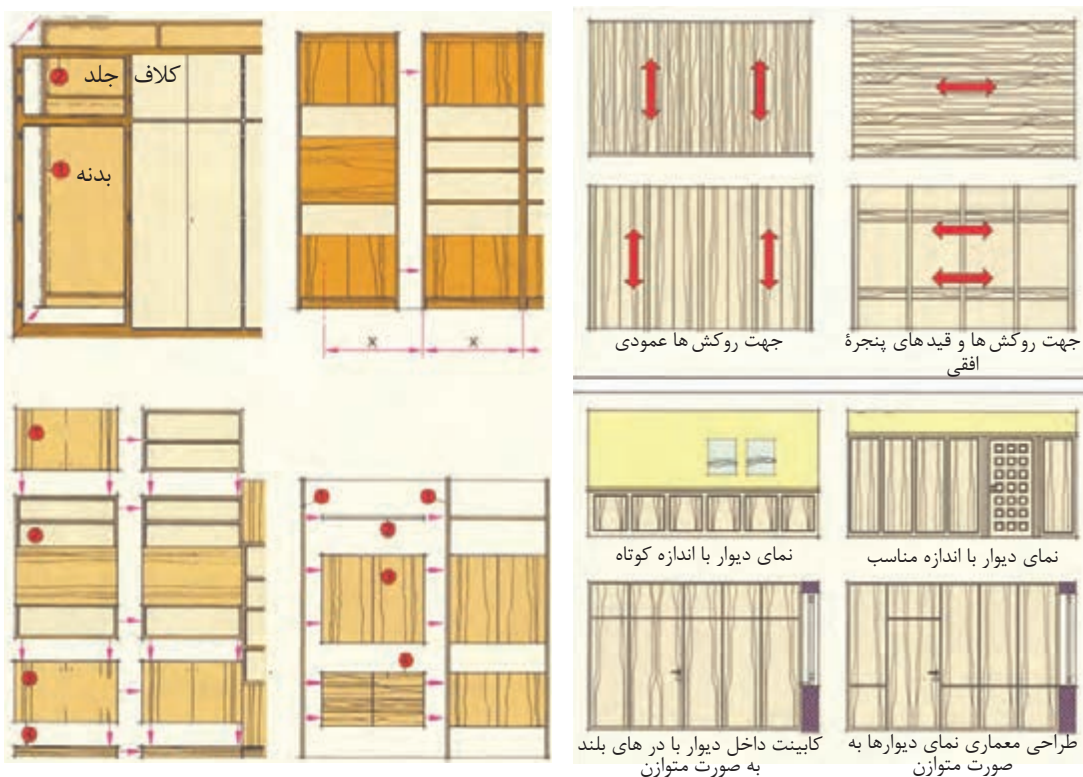 کلاف
جلد
بدنه
2
1
x x
جهت روکش ها عمودی
جهت روکش ها و قیدهای پنجرهٔ
افقی
نمای دیوار با اندازه کوتاه
نمای دیوار با اندازه مناسب
کابینت داخل دیوار با در های بلند
به صورت متوازن
طراحی معماری نمای دیوارها به
صورت متوازن